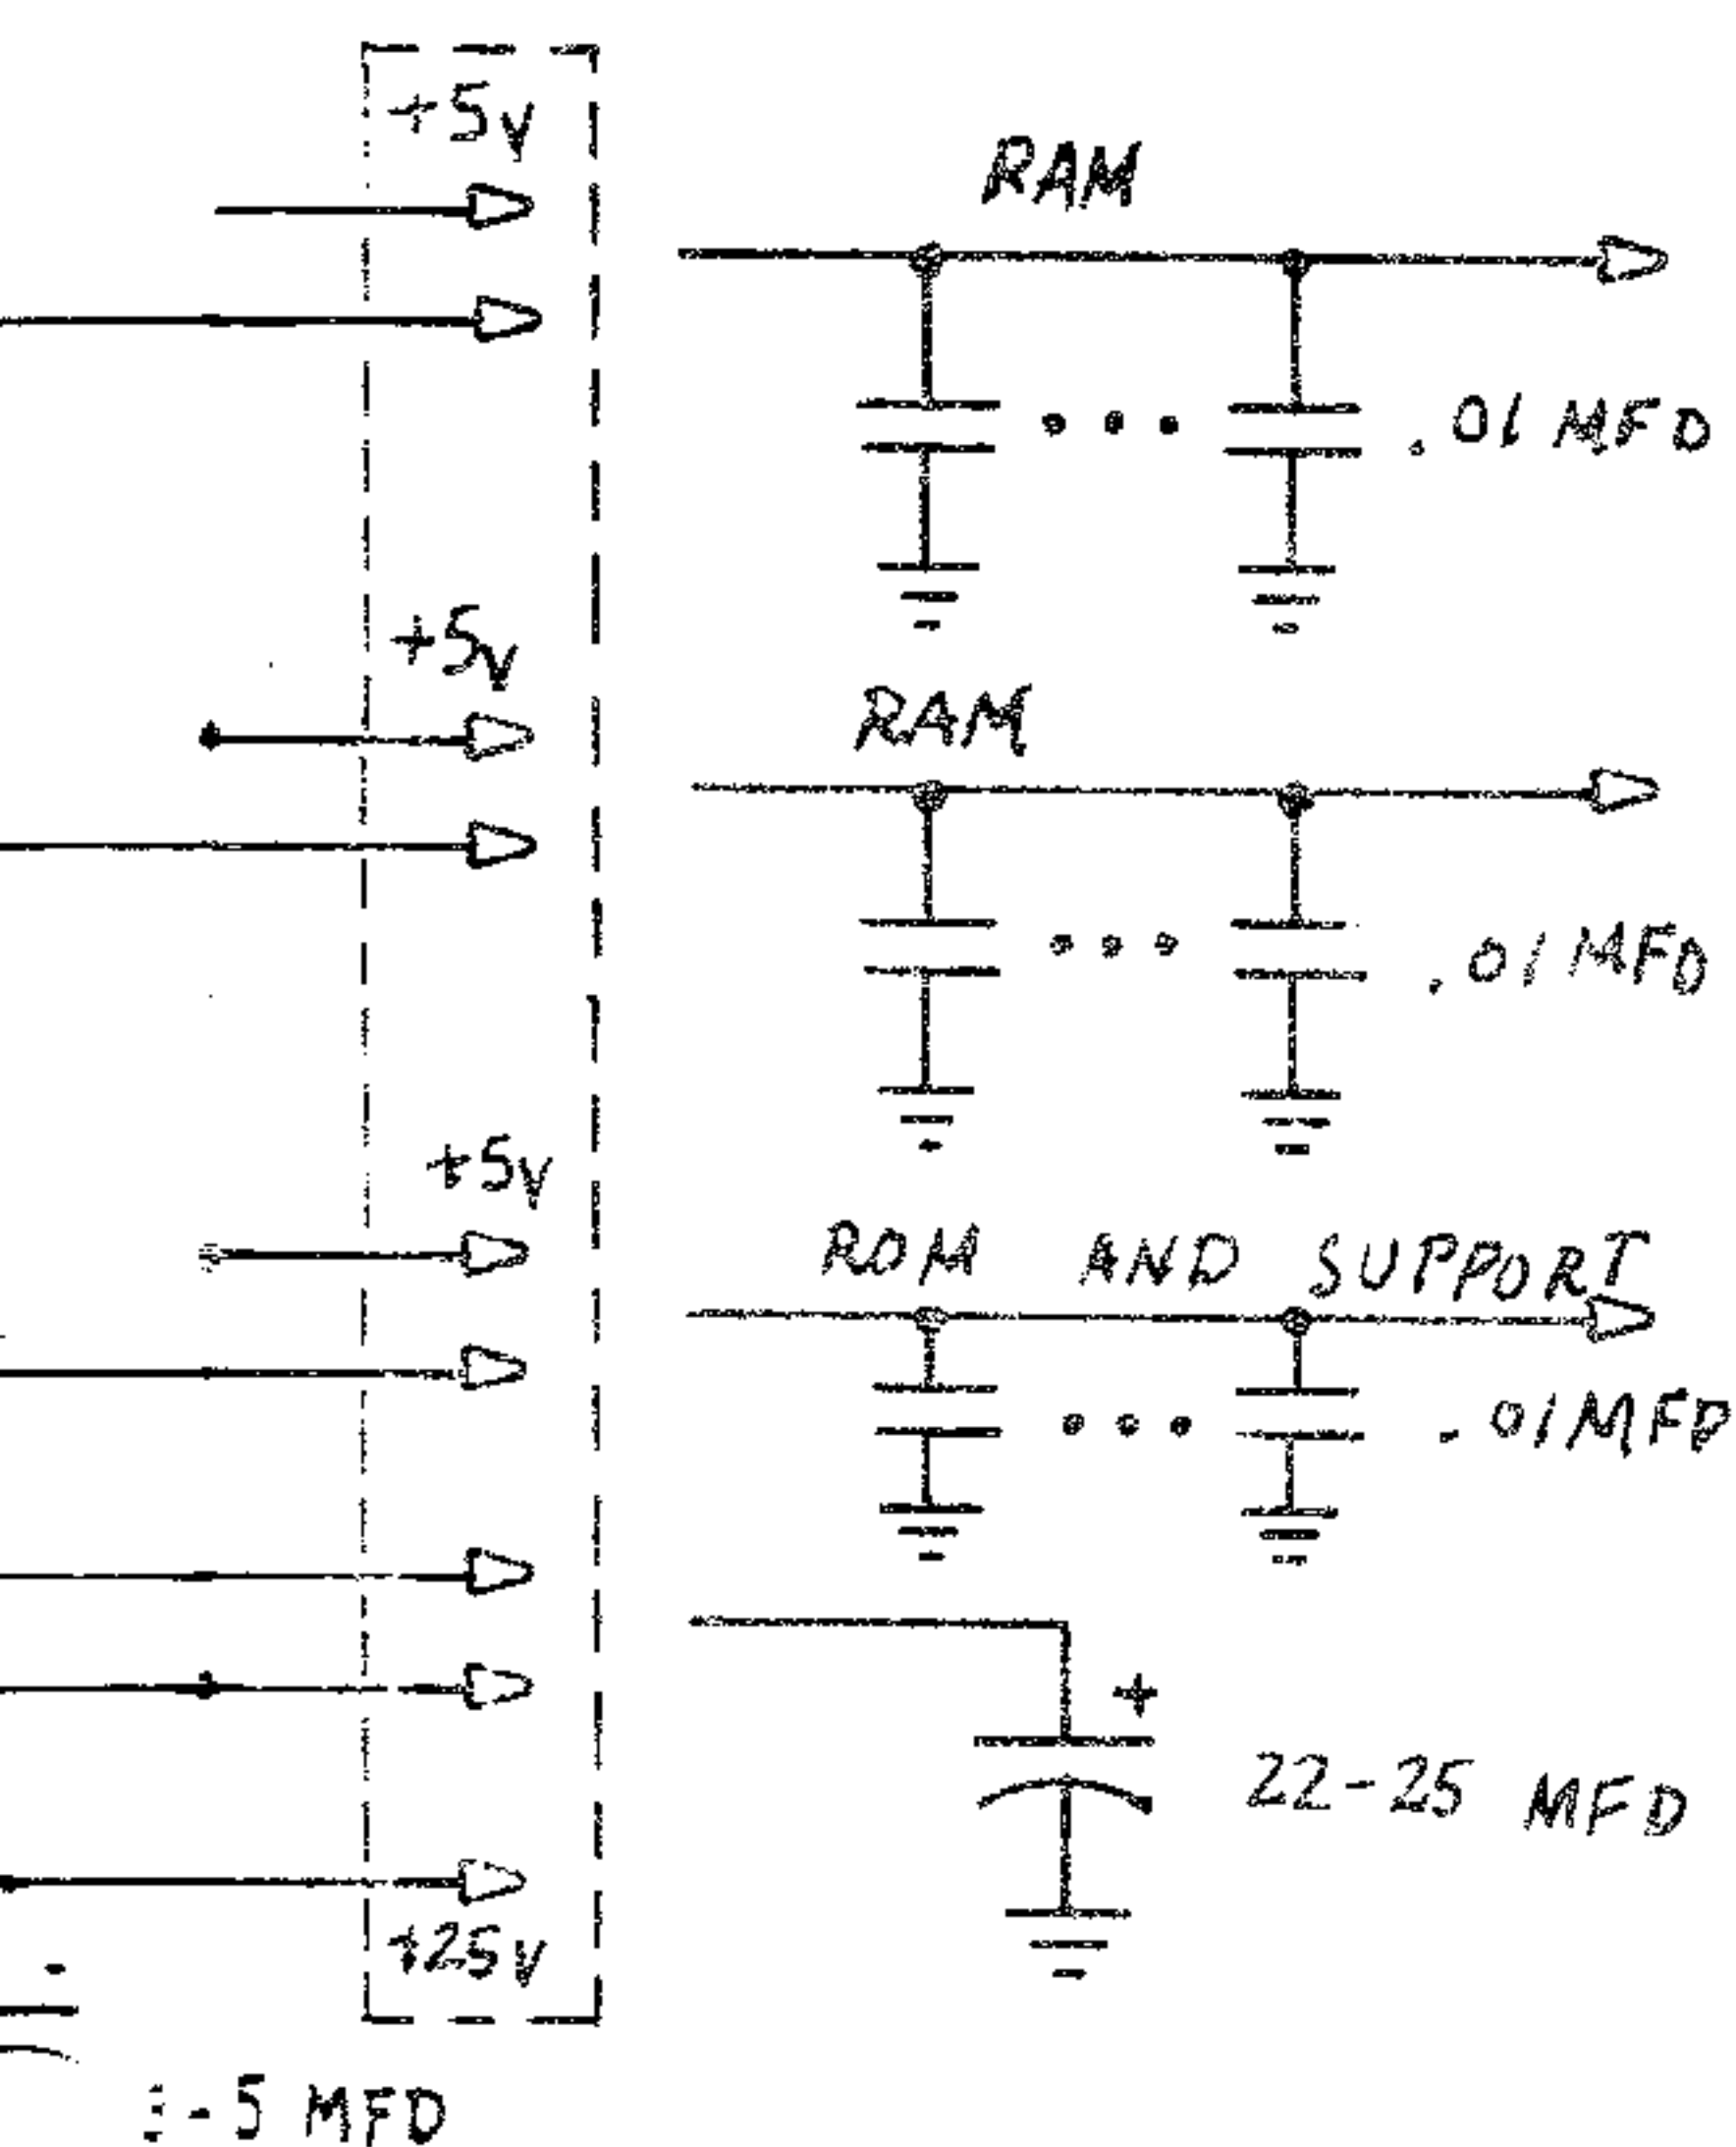 +5V
RAM
.01 MFD
+5V
RAM
.01 MFD
+5V
ROM AND SUPPORT
.01 MFD
22-25 MFD
+25V
-5 MFD